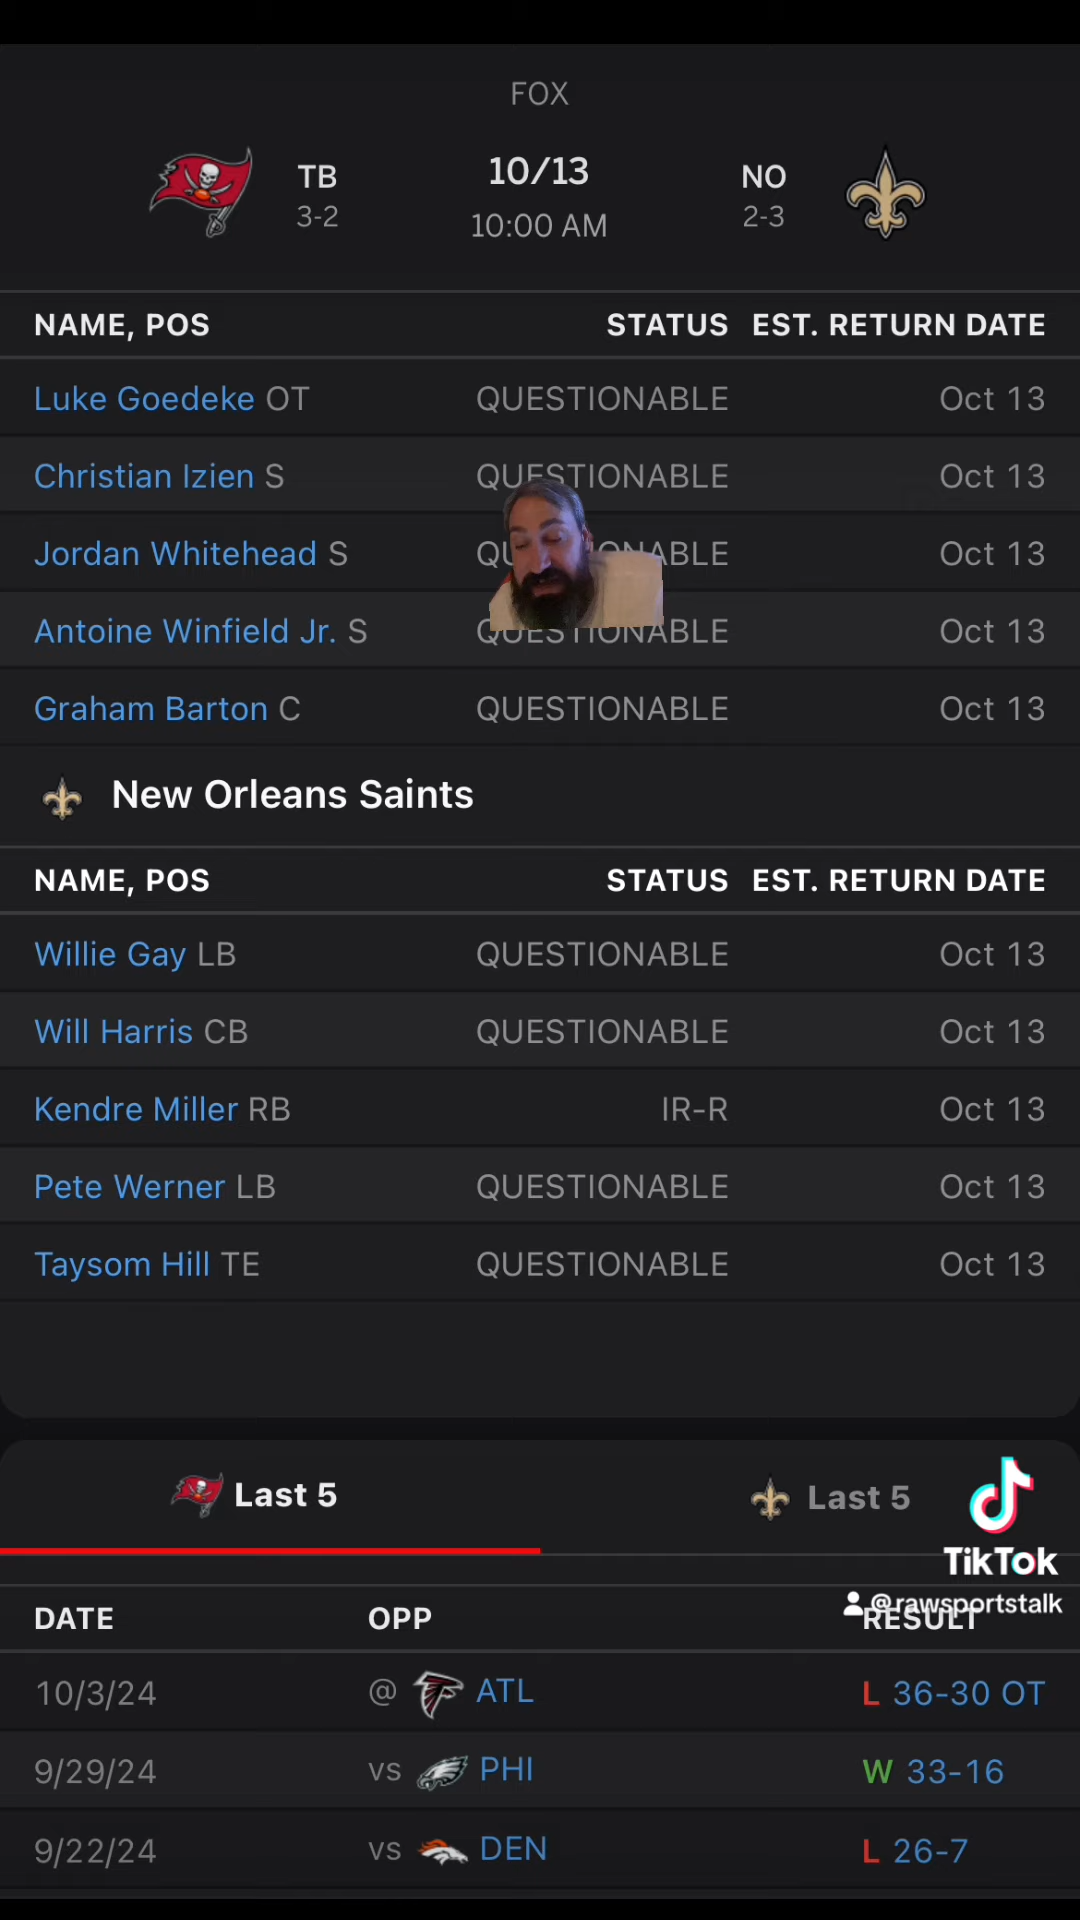 FOX
TB 10/13 NO
3-2 10:00 AM 2-3
NAME, POS STATUS EST. RETURN DATE
Luke Goedeke OT QUESTIONABLE Oct 13
Christian Izien S QUESTIONABLE Oct 13
Jordan Whitehead S QU NABLE Oct 13
Antoine Winfield Jr. S QUESTIONABLE Oct 13
Graham Barton C QUESTIONABLE Oct 13
New Orleans Saints
NAME, POS STATUS EST. RETURN DATE
Willie Gay LB QUESTIONABLE Oct 13
Will Harris CB QUESTIONABLE Oct 13
Kendre Miller RB IR-R Oct 13
Pete Werner LB QUESTIONABLE Oct 13
Taysom Hill TE QUESTIONABLE Oct 13
Last 5 Last 5
TikTok
@rawsportstalk
DATE OPP RESULT
10/3/24 @ ATL L 36-30 OT
9/29/24 vs PHI W 33-16
9/22/24 vs DEN L 26-7